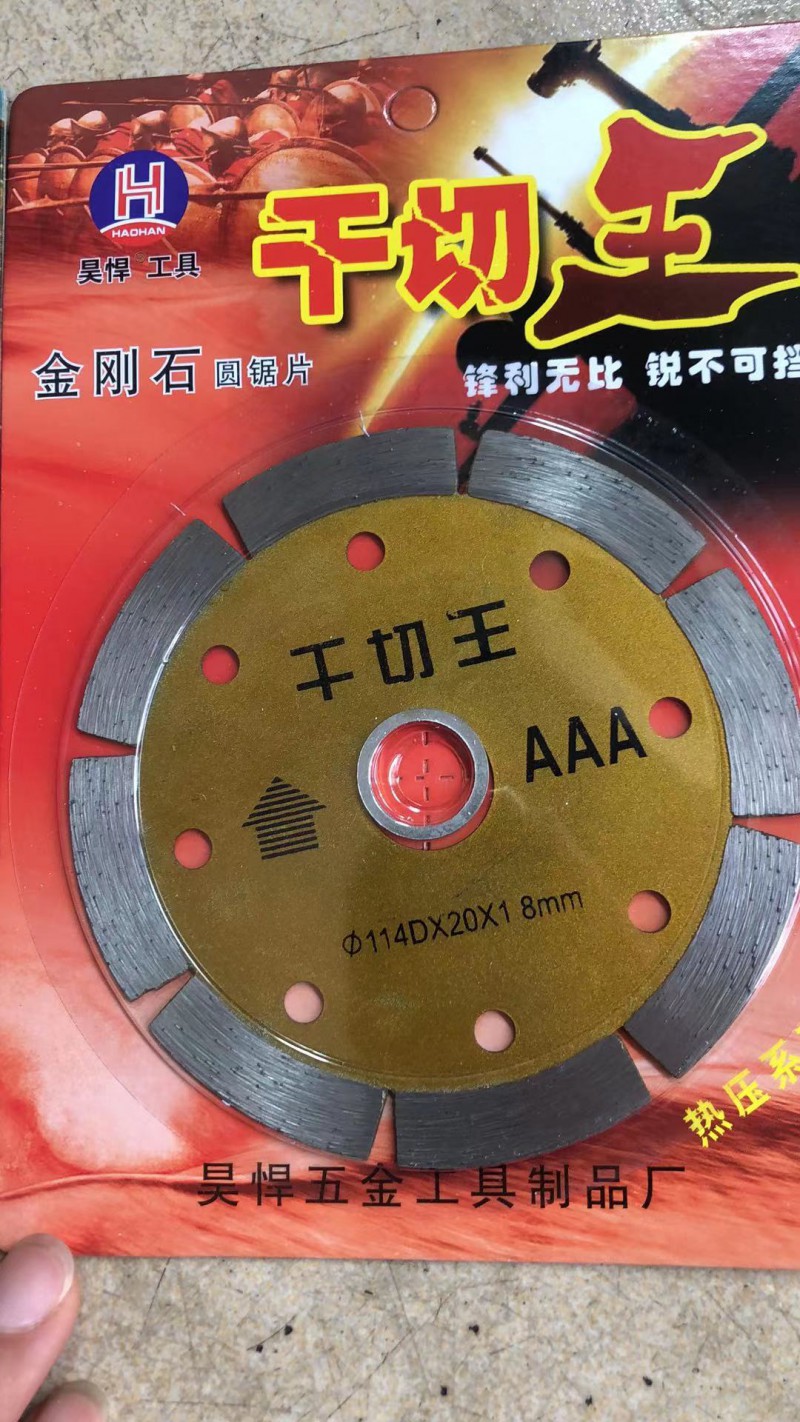 H
HAOHAN
昊悍®工具
干切王
金刚石圆锯片
锋利无比 锐不可挡
干切王
AAA
Φ114DX20X1 8mm
热压系
昊悍五金工具制品厂